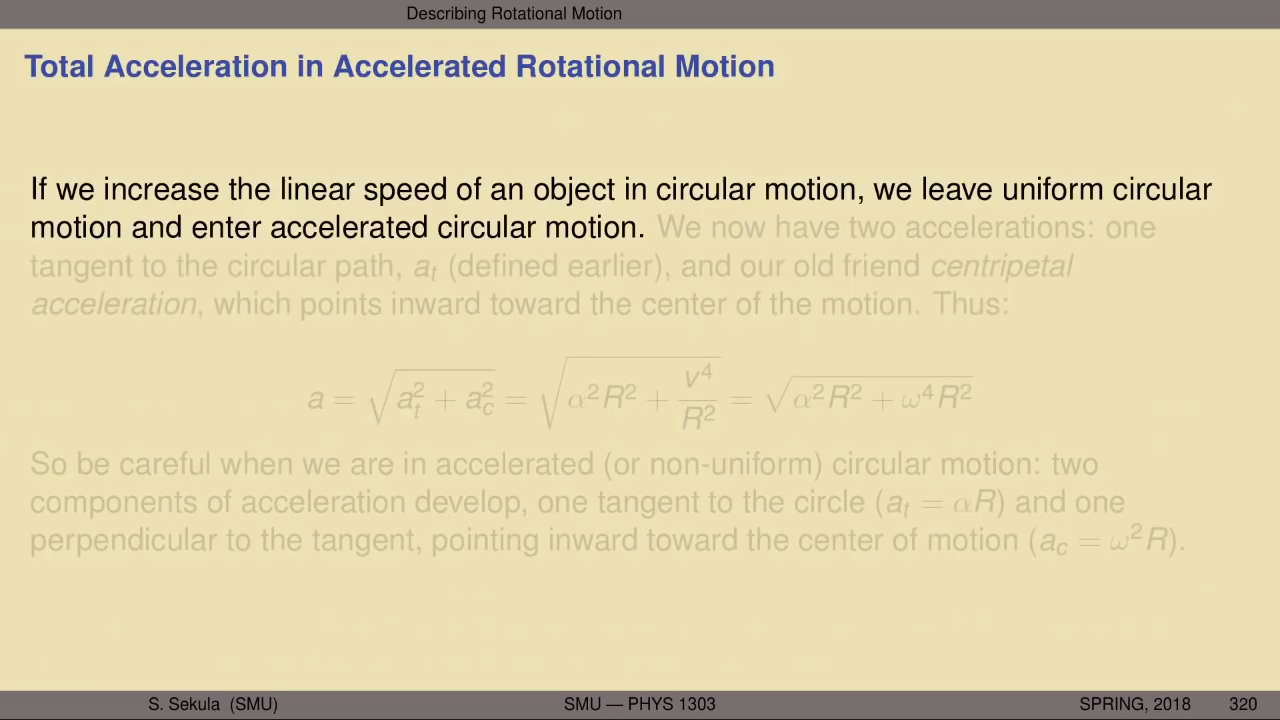 Describing Rotational Motion
Total Acceleration in Accelerated Rotational Motion
If we increase the linear speed of an object in circular motion, we leave uniform circular
motion and enter accelerated circular motion. We now have two accelerations: one
tangent to the circular path, a_t (defined earlier), and our old friend centripetal
acceleration, which points inward toward the center of the motion. Thus:
a = √(a_t² + a_c²) = √(α²R² + v⁴/R²) = √(α²R² + ω⁴R²)
So be careful when we are in accelerated (or non-uniform) circular motion: two
components of acceleration develop, one tangent to the circle (a_t = αR) and one
perpendicular to the tangent, pointing inward toward the center of motion (a_c = ω²R).
S. Sekula (SMU) SMU — PHYS 1303 SPRING, 2018 320